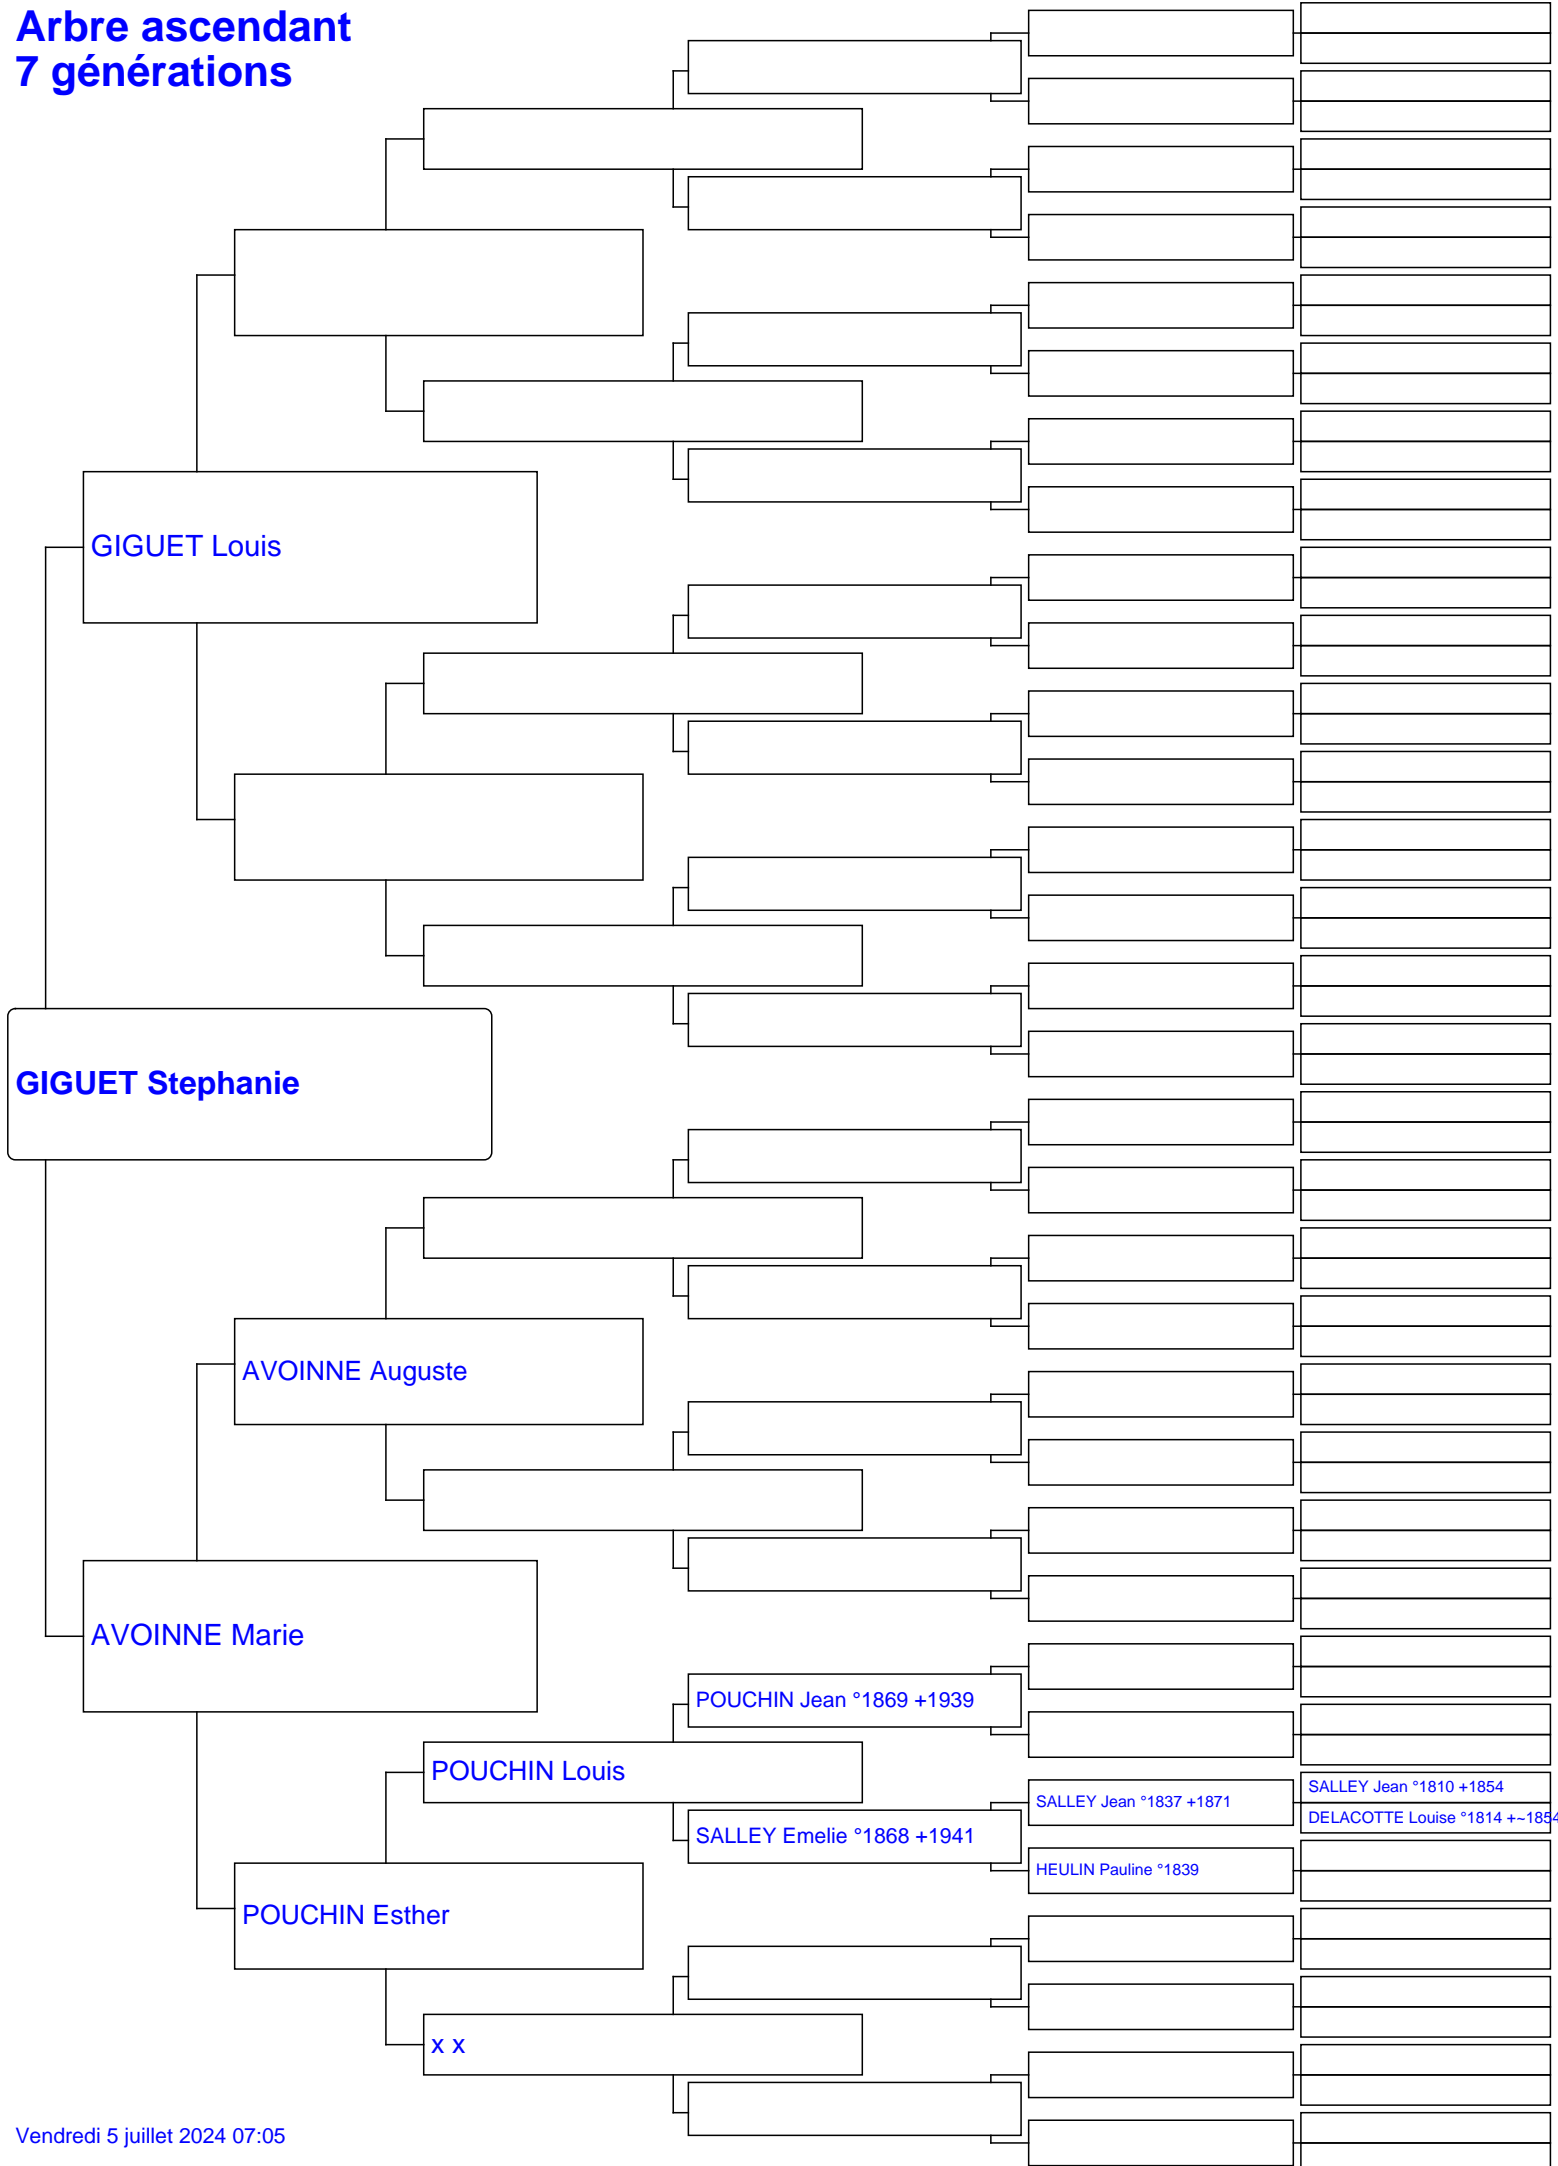 Arbre ascendant
7 générations
GIGUET Louis
GIGUET Stephanie
AVOINNE Auguste
AVOINNE Marie
POUCHIN Jean °1869 +1939
POUCHIN Louis
SALLEY Jean °1810 +1854
SALLEY Jean °1837 +1871
DELACOTTE Louise °1814 +~1854
SALLEY Emelie °1868 +1941
HEULIN Pauline °1839
POUCHIN Esther
x x
Vendredi 5 juillet 2024 07:05